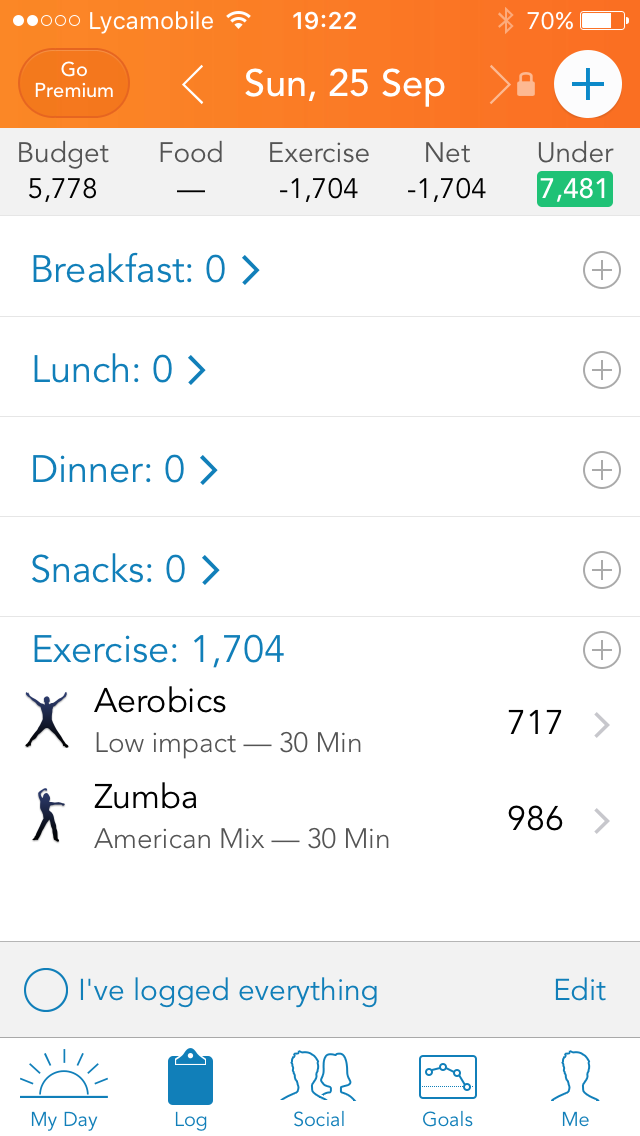 Lycamobile 19:22 70%
Go
Premium
Sun, 25 Sep
Budget Food Exercise Net Under
5,778 — -1,704 -1,704 7,481
Breakfast: 0
Lunch: 0
Dinner: 0
Snacks: 0
Exercise: 1,704
Aerobics
Low impact — 30 Min
717
Zumba
American Mix — 30 Min
986
I've logged everything Edit
My Day Log Social Goals Me